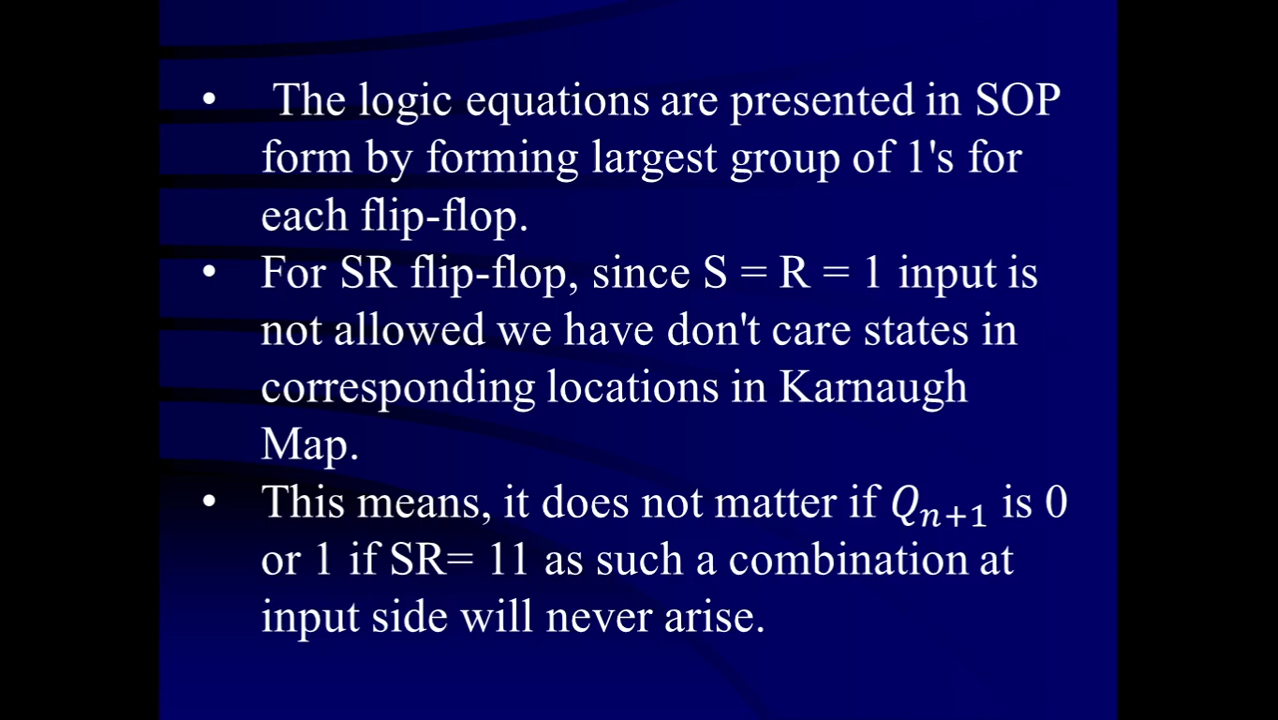 • The logic equations are presented in SOP
form by forming largest group of 1's for
each flip-flop.
• For SR flip-flop, since S = R = 1 input is
not allowed we have don't care states in
corresponding locations in Karnaugh
Map.
• This means, it does not matter if Qₙ₊₁ is 0
or 1 if SR= 11 as such a combination at
input side will never arise.